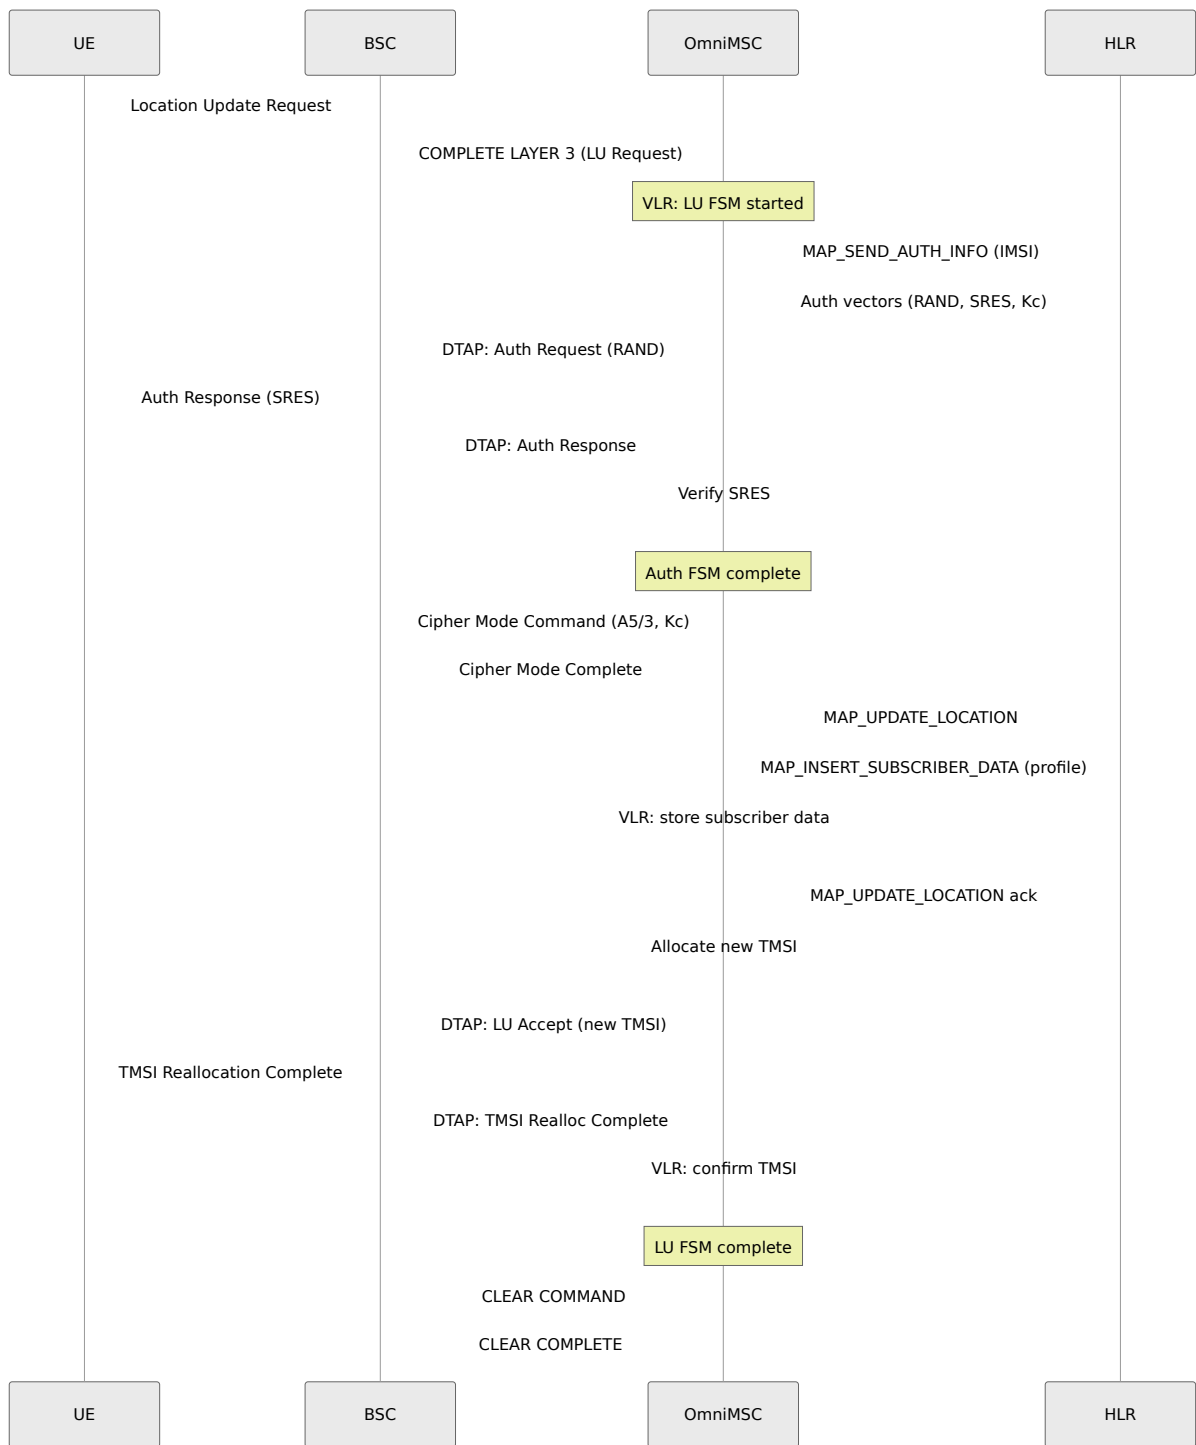 UE
BSC
OmniMSC
HLR
Location Update Request
COMPLETE LAYER 3 (LU Request)
VLR: LU FSM started
MAP_SEND_AUTH_INFO (IMSI)
Auth vectors (RAND, SRES, Kc)
DTAP: Auth Request (RAND)
Auth Response (SRES)
DTAP: Auth Response
Verify SRES
Auth FSM complete
Cipher Mode Command (A5/3, Kc)
Cipher Mode Complete
MAP_UPDATE_LOCATION
MAP_INSERT_SUBSCRIBER_DATA (profile)
VLR: store subscriber data
MAP_UPDATE_LOCATION ack
Allocate new TMSI
DTAP: LU Accept (new TMSI)
TMSI Reallocation Complete
DTAP: TMSI Realloc Complete
VLR: confirm TMSI
LU FSM complete
CLEAR COMMAND
CLEAR COMPLETE
UE
BSC
OmniMSC
HLR